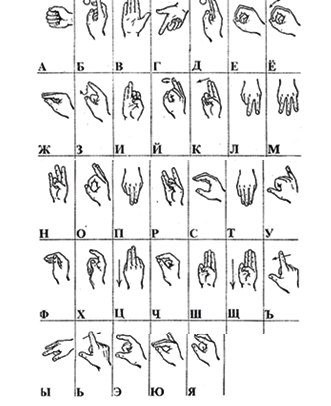 А Б В Г Д Е Ё
Ж З И Й К Л М
Н О П Р С Т У
Ф Х Ц Ч Ш Щ Ъ
Ы Ь Э Ю Я